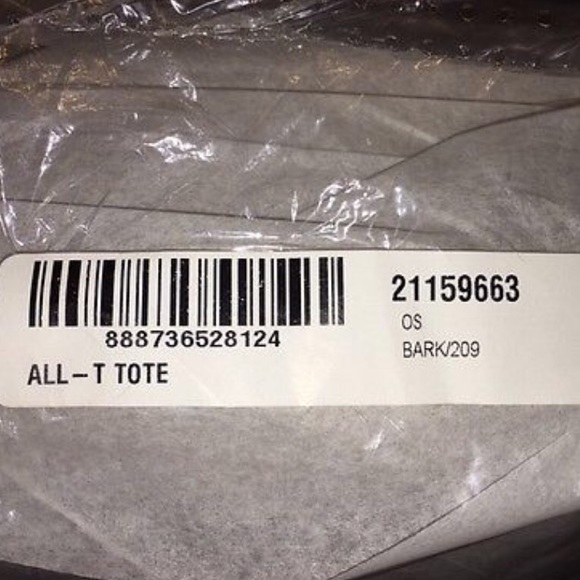 888736528124
ALL-T TOTE
21159663
OS
BARK/209